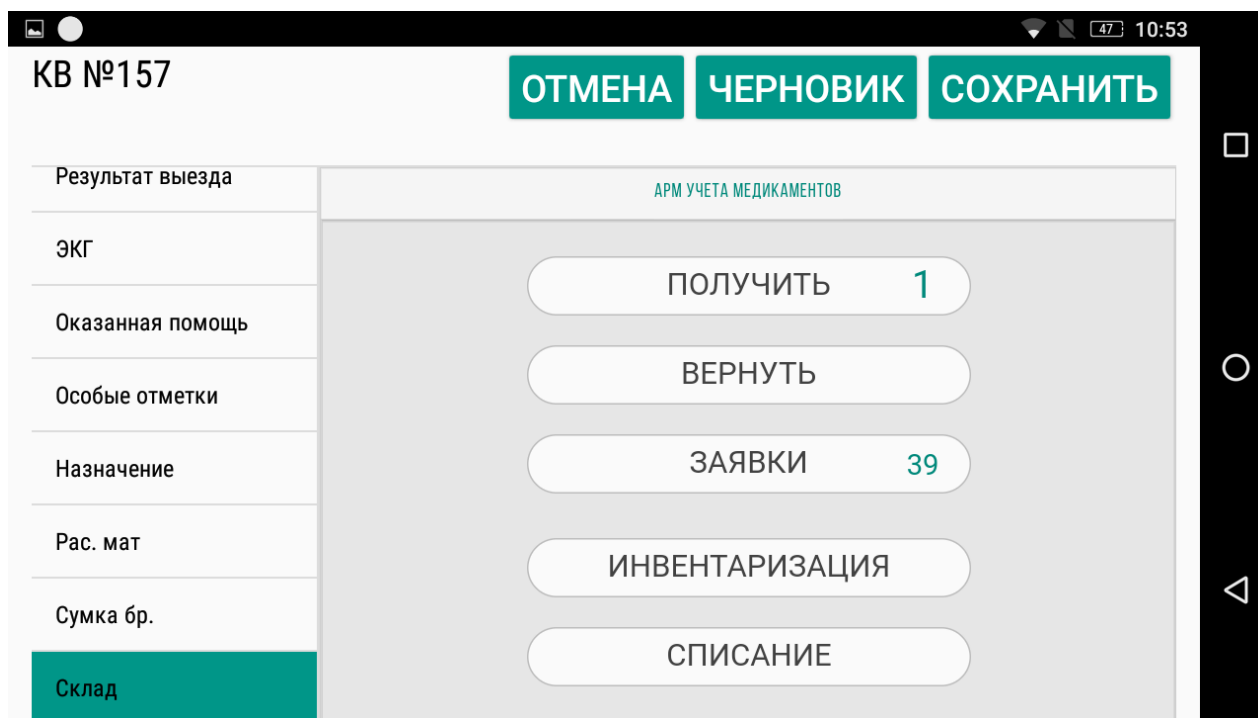 47 10:53
КВ №157
ОТМЕНА ЧЕРНОВИК СОХРАНИТЬ
Результат выезда
ЭКГ
Оказанная помощь
Особые отметки
Назначение
Рас. мат
Сумка бр.
Склад
АРМ УЧЕТА МЕДИКАМЕНТОВ
ПОЛУЧИТЬ 1
ВЕРНУТЬ
ЗАЯВКИ 39
ИНВЕНТАРИЗАЦИЯ
СПИСАНИЕ